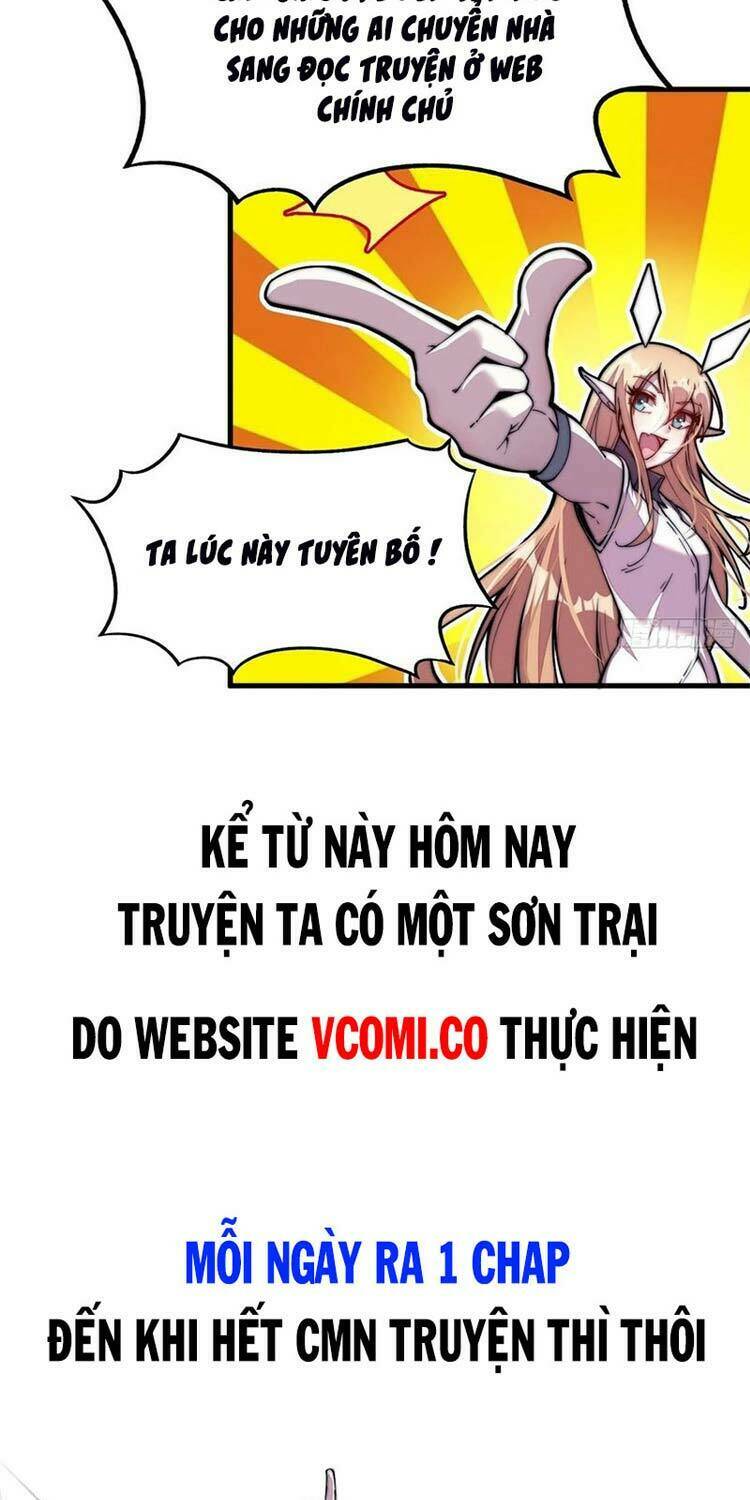 CHO NHỮNG AI CHUYỂN NHÀ
SANG ĐỌC TRUYỆN Ở WEB
CHÍNH CHỦ
TA LÚC NÀY TUYÊN BỐ !
KỂ TỪ NÀY HÔM NAY
TRUYỆN TA CÓ MỘT SƠN TRẠI
DO WEBSITE VCOMI.CO THỰC HIỆN
MỖI NGÀY RA 1 CHAP
ĐẾN KHI HẾT CMN TRUYỆN THÌ THÔI